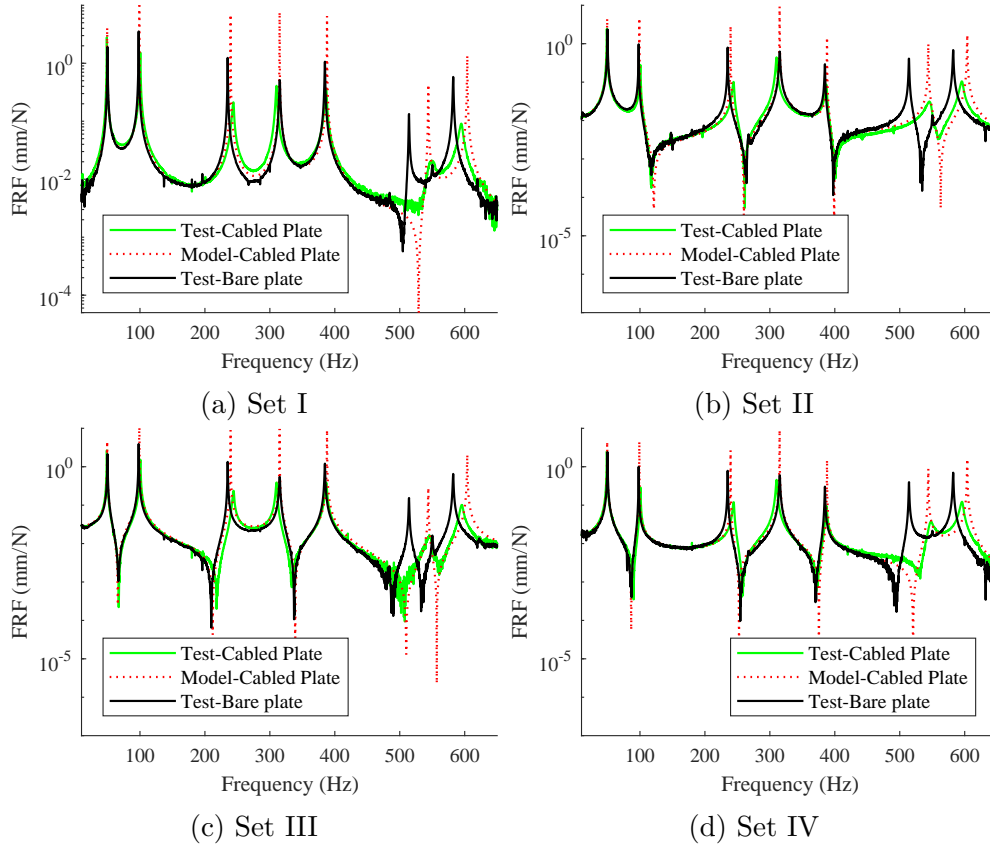 FRF (mm/N)
10^0
10^-2
10^-4
Test-Cabled Plate
Model-Cabled Plate
Test-Bare plate
100 200 300 400 500 600
Frequency (Hz)
(a) Set I
FRF (mm/N)
10^0
10^-5
Test-Cabled Plate
Model-Cabled Plate
Test-Bare plate
100 200 300 400 500 600
Frequency (Hz)
(b) Set II
FRF (mm/N)
10^0
10^-5
Test-Cabled Plate
Model-Cabled Plate
Test-Bare plate
100 200 300 400 500 600
Frequency (Hz)
(c) Set III
FRF (mm/N)
10^0
10^-5
Test-Cabled Plate
Model-Cabled Plate
Test-Bare plate
100 200 300 400 500 600
Frequency (Hz)
(d) Set IV